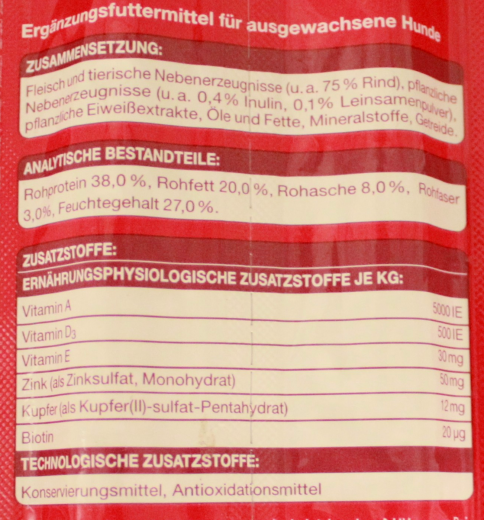 Ergänzungsfuttermittel für ausgewachsene Hunde
ZUSAMMENSETZUNG:
Fleisch und tierische Nebenerzeugnisse (u. a. 75 % Rind), pflanzliche
Nebenerzeugnisse (u. a. 0,4 % Inulin, 0,1 % Leinsamenpulver),
pflanzliche Eiweißextrakte, Öle und Fette, Mineralstoffe, Getreide.
ANALYTISCHE BESTANDTEILE:
Rohprotein 38,0 %, Rohfett 20,0 %, Rohasche 8,0 %, Rohfaser
3,0%, Feuchtegehalt 27,0 %.
ZUSATZSTOFFE:
ERNÄHRUNGSPHYSIOLOGISCHE ZUSATZSTOFFE JE KG:
Vitamin A 5000 IE
Vitamin D3 500 IE
Vitamin E 30 mg
Zink (als Zinksulfat, Monohydrat) 50 mg
Kupfer (als Kupfer(II)-sulfat-Pentahydrat) 12 mg
Biotin 20 µg
TECHNOLOGISCHE ZUSATZSTOFFE:
Konservierungsmittel, Antioxidationsmittel